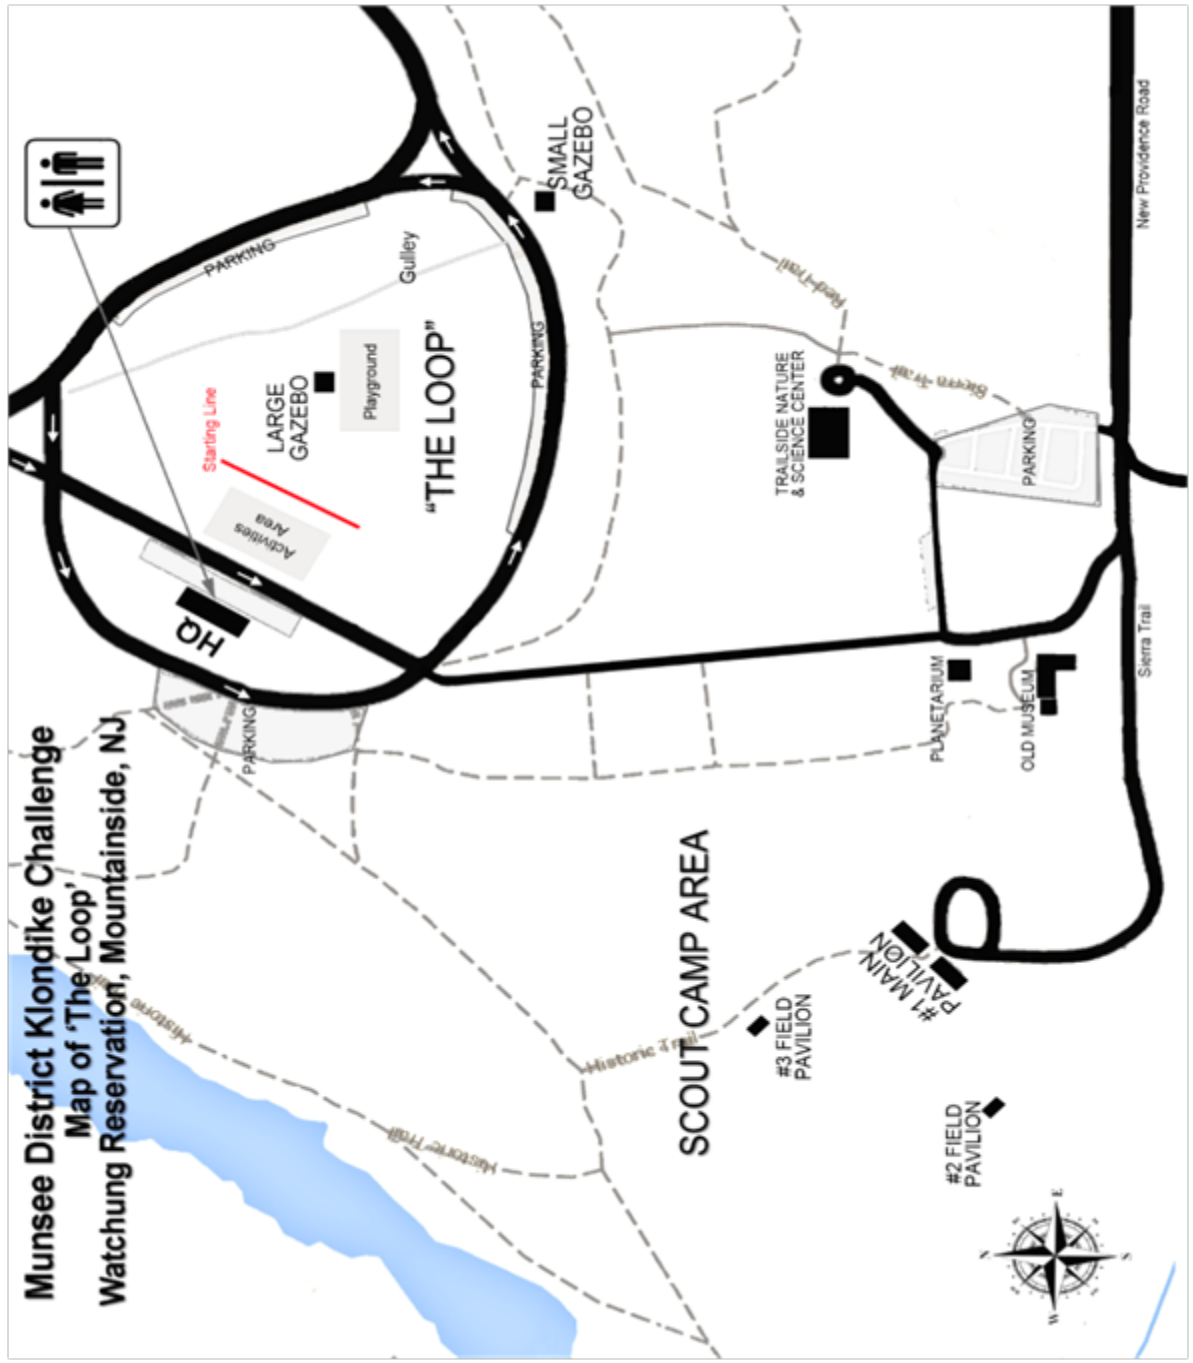 Munsee District Klondike Challenge
Map of 'The Loop'
Watchung Reservation, Mountainside, NJ
PARKING
HQ
Activities
Area
Starting Line
LARGE
GAZEBO
Playground
"THE LOOP"
Gulley
PARKING
PARKING
SMALL
GAZEBO
Red Trail
TRAILSIDE NATURE
& SCIENCE CENTER
Sierra Trail
PARKING
New Providence Road
Sierra Trail
PLANETARIUM
OLD MUSEUM
Historic Trail
Historic Trail
Historic Trail
SCOUT CAMP AREA
#1 MAIN
PAVILION
#3 FIELD
PAVILION
#2 FIELD
PAVILION
N
E
S
W